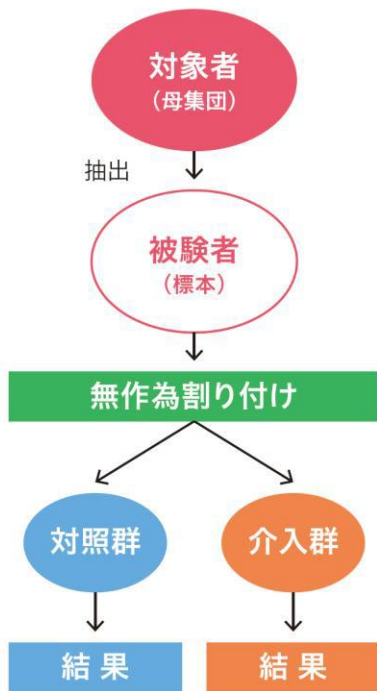 対象者
（母集団）
抽出
被験者
（標本）
無作為割り付け
対照群
介入群
結果
結果